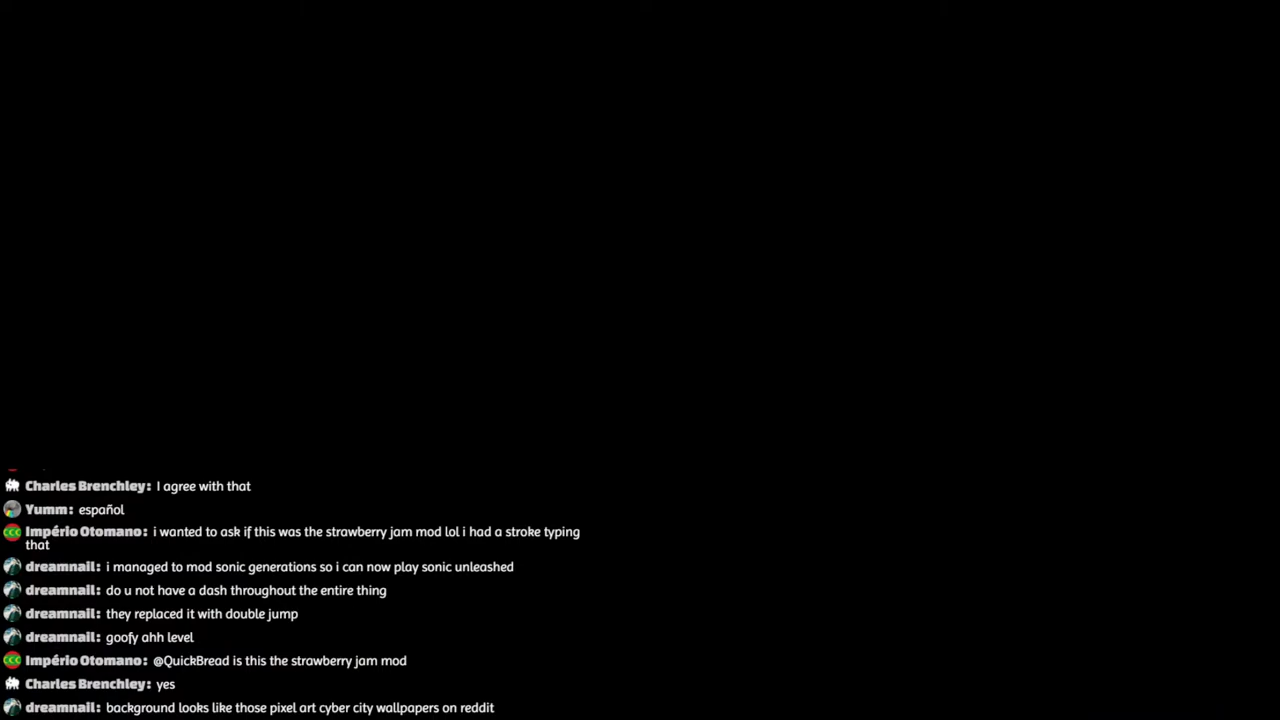 Charles Brenchley: I agree with that
Yumm: español
Império Otomano: i wanted to ask if this was the strawberry jam mod lol i had a stroke typing
that
dreamnail: i managed to mod sonic generations so i can now play sonic unleashed
dreamnail: do u not have a dash throughout the entire thing
dreamnail: they replaced it with double jump
dreamnail: goofy ahh level
Império Otomano: @QuickBread is this the strawberry jam mod
Charles Brenchley: yes
dreamnail: background looks like those pixel art cyber city wallpapers on reddit